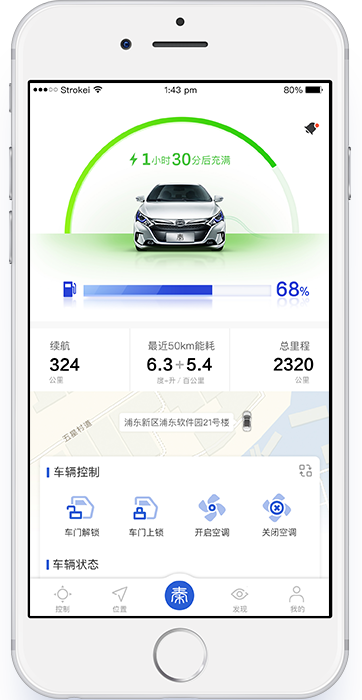 Strokei
1:43 pm
80%
1小时30分后充满
秦
68%
续航
最近50km能耗
总里程
324
6.3+5.4
2320
公里
度+升 / 百公里
公里
五星村道
浦东新区浦东软件园21号楼
车辆控制
车门解锁
车门上锁
开启空调
关闭空调
车辆状态
控制
位置
秦
发现
我的